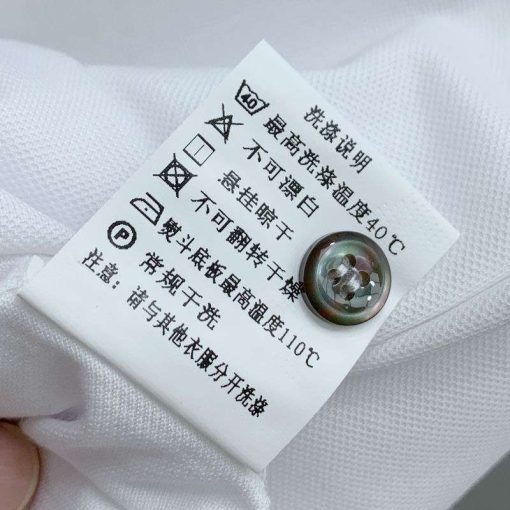 洗涤说明
40 最高洗涤温度40℃
不可漂白
悬挂晾干
不可翻转干燥
熨斗底板最高温度110℃
P 常规干洗
注意：请与其他衣服分开洗涤